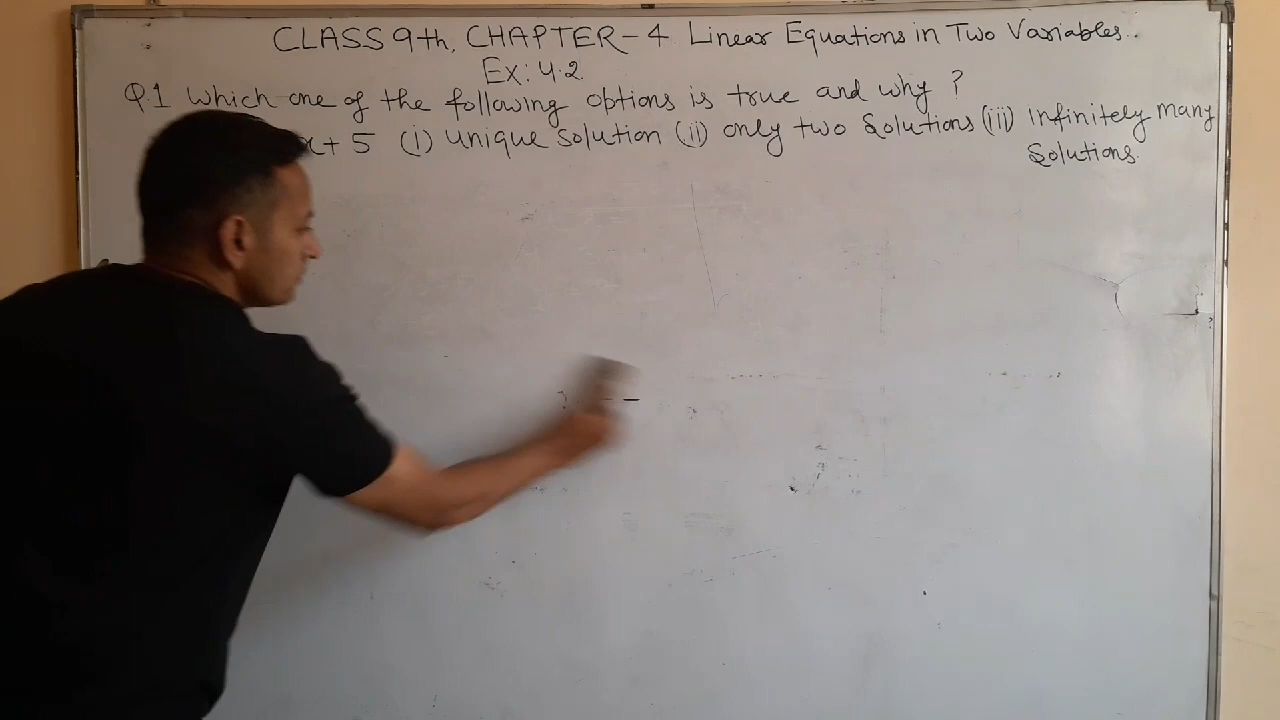 CLASS 9th, CHAPTER-4 Linear Equations in Two Variables..
Ex: 4.2.
Q.1 Which one of the following options is true and why?
x+5 (i) Unique solution (ii) only two Solutions (iii) Infinitely many
Solutions.